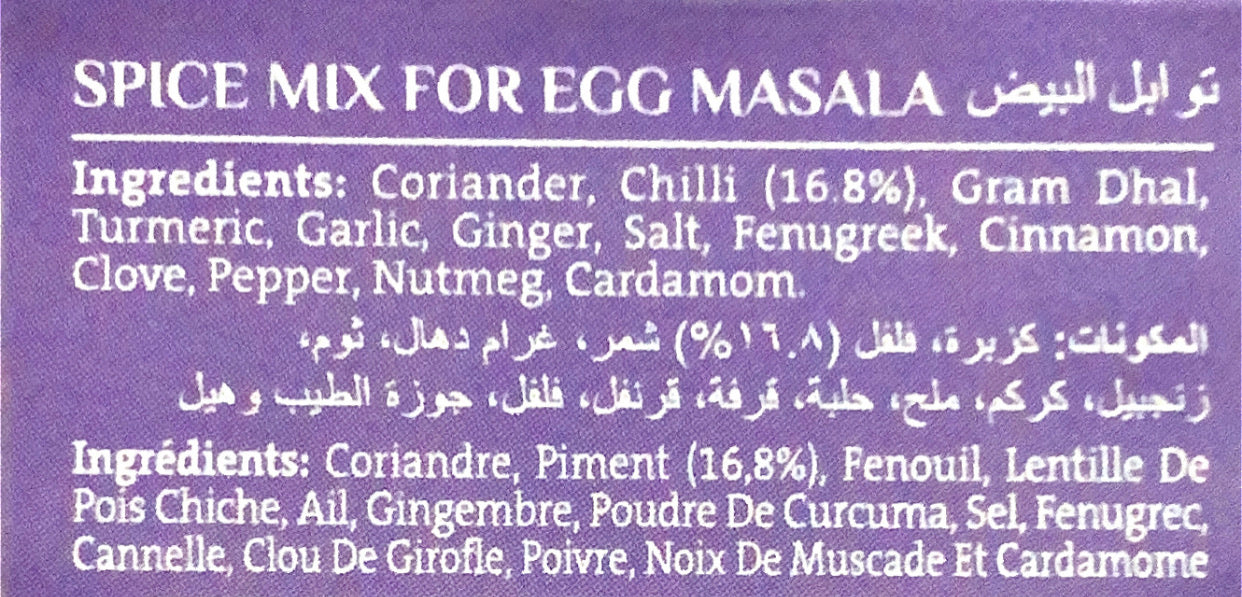 SPICE MIX FOR EGG MASALA توابل البيض
Ingredients: Coriander, Chilli (16.8%), Gram Dhal,
Turmeric, Garlic, Ginger, Salt, Fenugreek, Cinnamon,
Clove, Pepper, Nutmeg, Cardamom.
المكونات: كزبرة، فلفل (١٦.٨%) شمر، غرام دهال، ثوم،
زنجبيل، كركم، ملح، حلبة، قرفة، قرنفل، فلفل، جوزة الطيب وهيل
Ingrédients: Coriandre, Piment (16,8%), Fenouil, Lentille De
Pois Chiche, Ail, Gingembre, Poudre De Curcuma, Sel, Fenugrec,
Cannelle, Clou De Girofle, Poivre, Noix De Muscade Et Cardamome